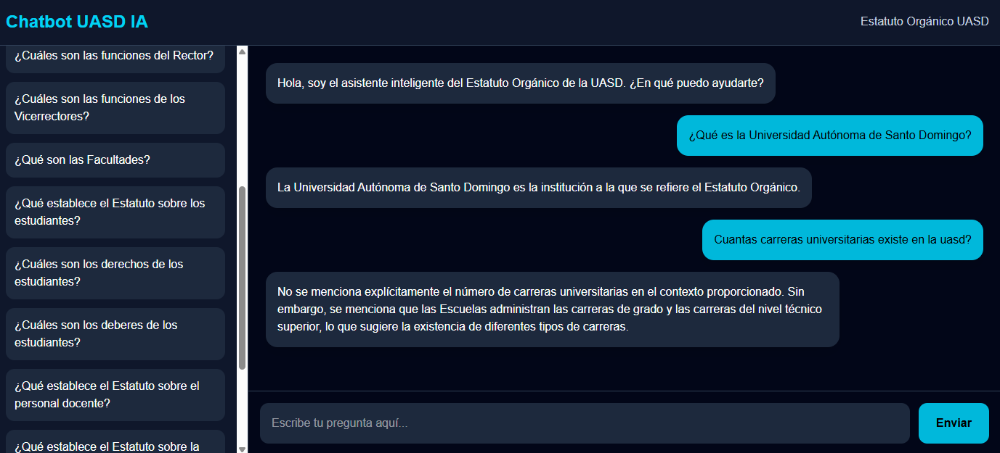 Chatbot UASD IA
Estatuto Orgánico UASD
¿Cuáles son las funciones del Rector?
¿Cuáles son las funciones de los
Vicerrectores?
¿Qué son las Facultades?
¿Qué establece el Estatuto sobre los
estudiantes?
¿Cuáles son los derechos de los
estudiantes?
¿Cuáles son los deberes de los
estudiantes?
¿Qué establece el Estatuto sobre el
personal docente?
¿Qué establece el Estatuto sobre la
Hola, soy el asistente inteligente del Estatuto Orgánico de la UASD. ¿En qué puedo ayudarte?
¿Qué es la Universidad Autónoma de Santo Domingo?
La Universidad Autónoma de Santo Domingo es la institución a la que se refiere el Estatuto Orgánico.
Cuantas carreras universitarias existe en la uasd?
No se menciona explícitamente el número de carreras universitarias en el contexto proporcionado. Sin
embargo, se menciona que las Escuelas administran las carreras de grado y las carreras del nivel técnico
superior, lo que sugiere la existencia de diferentes tipos de carreras.
Escribe tu pregunta aquí...
Enviar